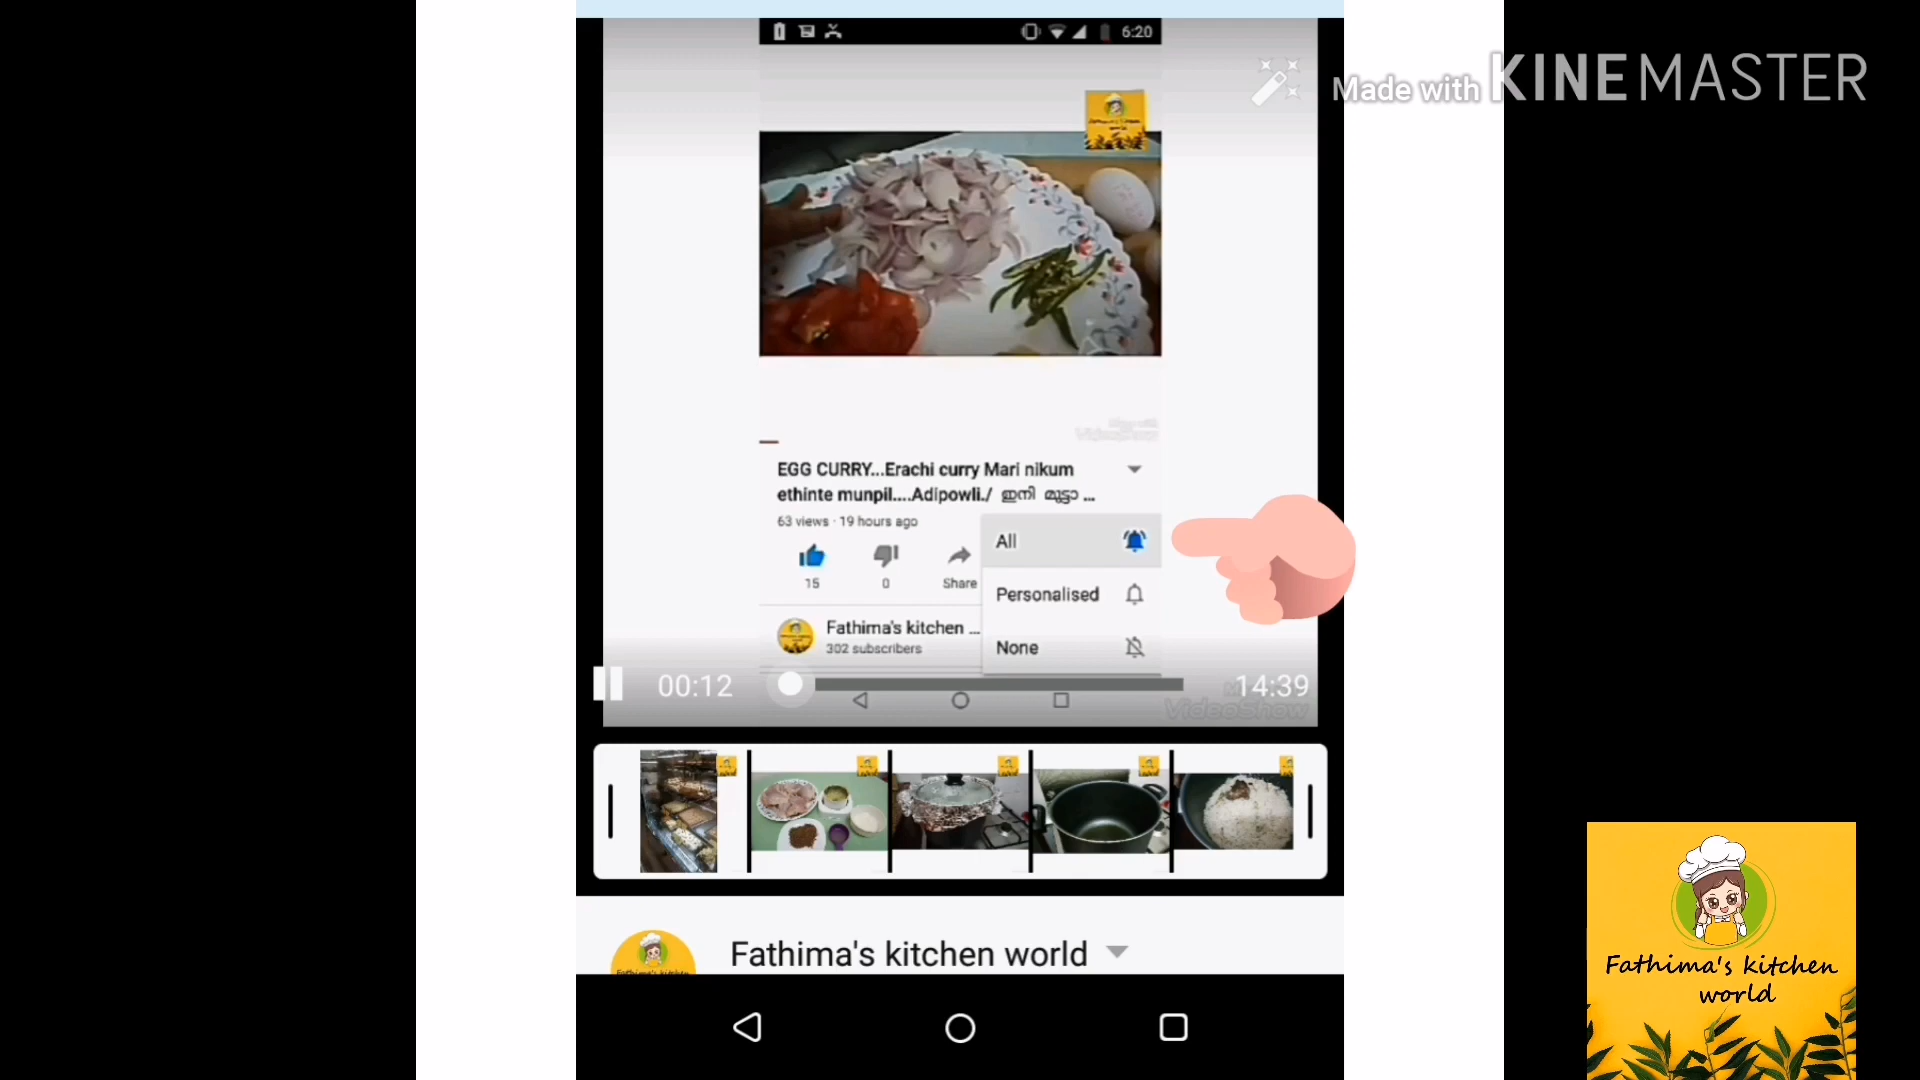 6:20
Made with KINEMASTER
EGG CURRY...Erachi curry Mari nikum
ethinte munpil....Adipowli./ ഇനി മുട്ടാ ...
63 views · 19 hours ago
All
15
0
Share
Personalised
Fathima's kitchen ...
302 subscribers
None
00:12
14:39
VideoShow
Fathima's kitchen world
Fathima's kitchen
world